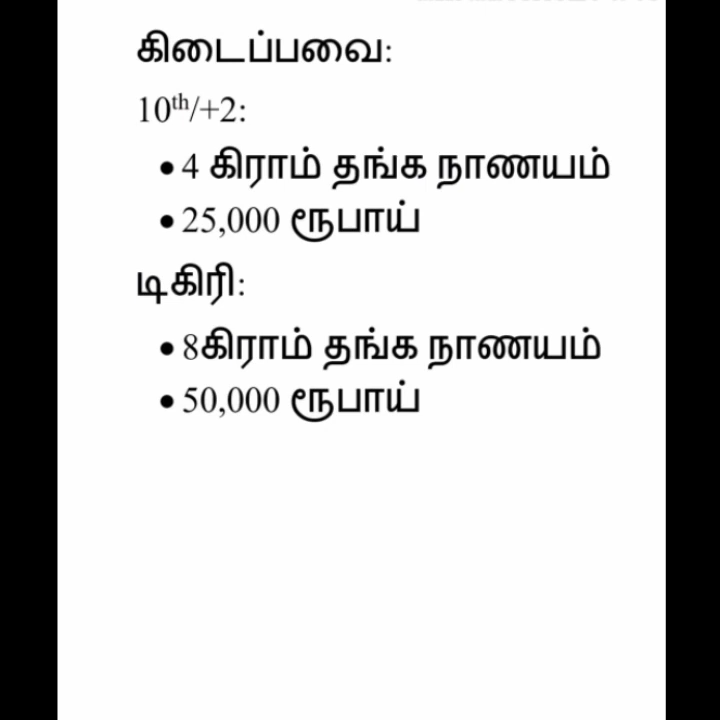 கிடைப்பவை:
10th/+2:
• 4 கிராம் தங்க நாணயம்
• 25,000 ரூபாய்
டிகிரி:
• 8கிராம் தங்க நாணயம்
• 50,000 ரூபாய்